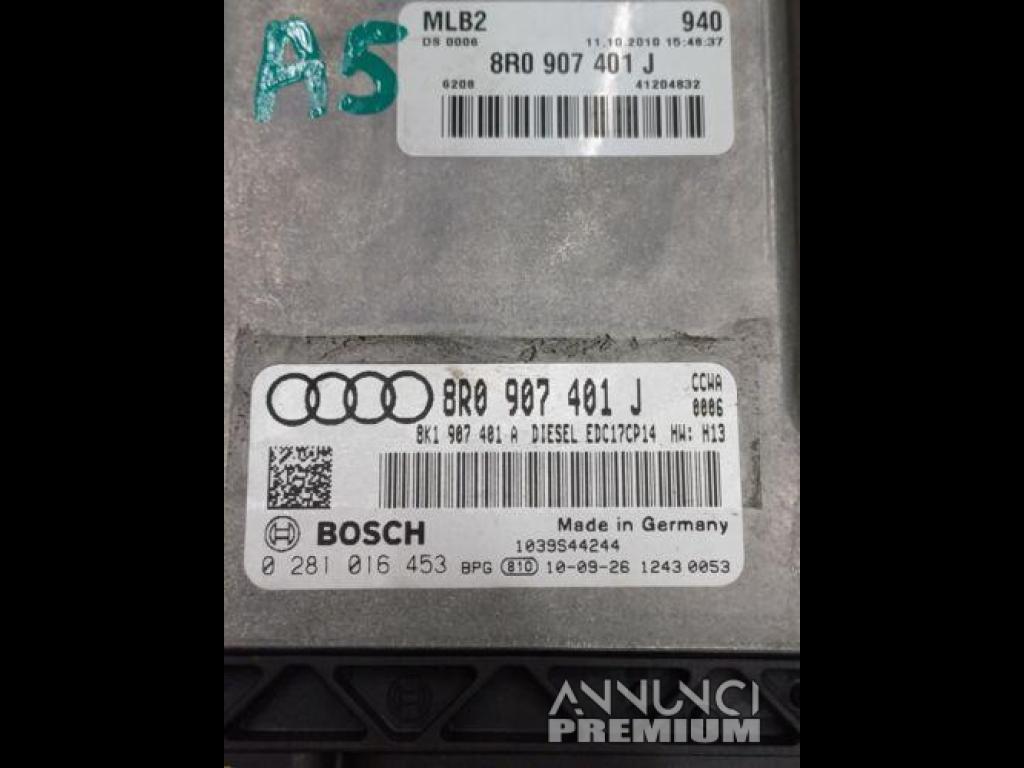 A5
MLB2 940
DS 0006 11.10.2010 15:46:37
8R0 907 401 J
6208 41204832
8R0 907 401 J CCWA
0006
8K1 907 401 A DIESEL EDC17CP14 HW: H13
BOSCH Made in Germany
1039S44244
0 281 016 453 BPG 810 10-09-26 1243 0053
ANNUNCI
PREMIUM